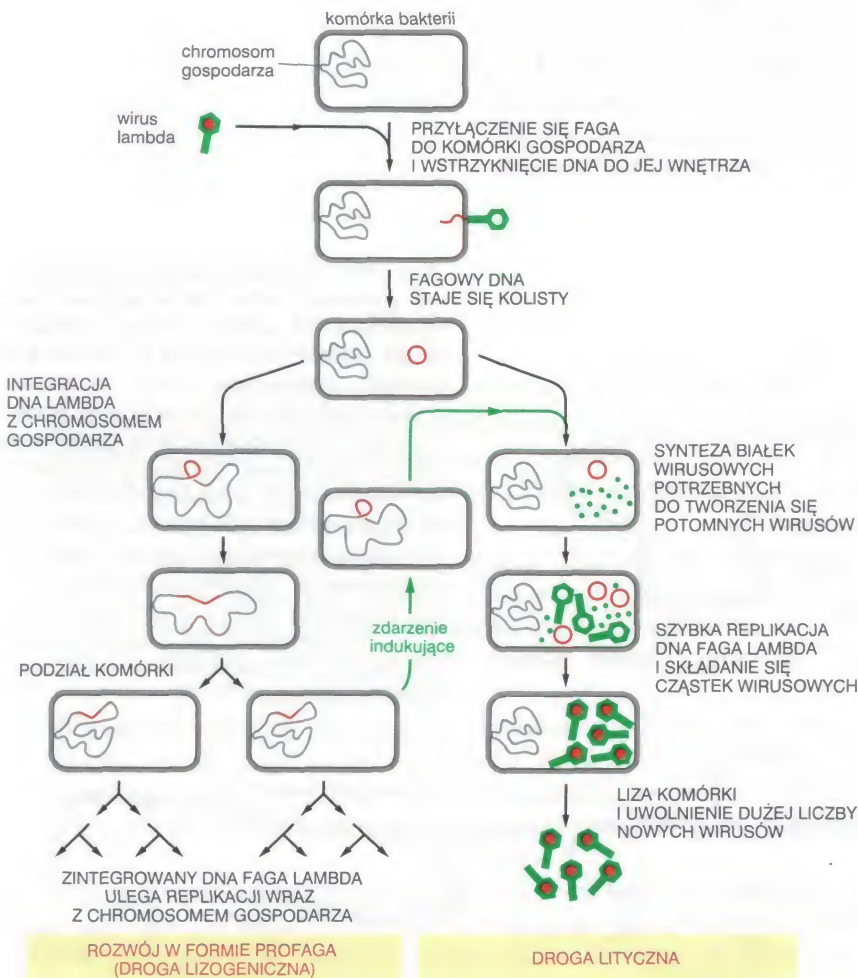 komórka bakterii
chromosom
gospodarza
wirus
lambda
PRZYŁĄCZENIE SIĘ FAGA
DO KOMÓRKI GOSPODARZA
I WSTRZYKNIĘCIE DNA DO JEJ WNĘTRZA
FAGOWY DNA
STAJE SIĘ KOLISTY
INTEGRACJA
DNA LAMBDA
Z CHROMOSOMEM
GOSPODARZA
SYNTEZA BIAŁEK
WIRUSOWYCH
POTRZEBNYCH
DO TWORZENIA SIĘ
POTOMNYCH WIRUSÓW
zdarzenie
indukujące
SZYBKA REPLIKACJA
DNA FAGA LAMBDA
I SKŁADANIE SIĘ
CZĄSTEK WIRUSOWYCH
PODZIAŁ KOMÓRKI
LIZA KOMÓRKI
I UWOLNIENIE DUŻEJ LICZBY
NOWYCH WIRUSÓW
ZINTEGROWANY DNA FAGA LAMBDA
ULEGA REPLIKACJI WRAZ
Z CHROMOSOMEM GOSPODARZA
ROZWÓJ W FORMIE PROFAGA
(DROGA LIZOGENICZNA)
DROGA LITYCZNA